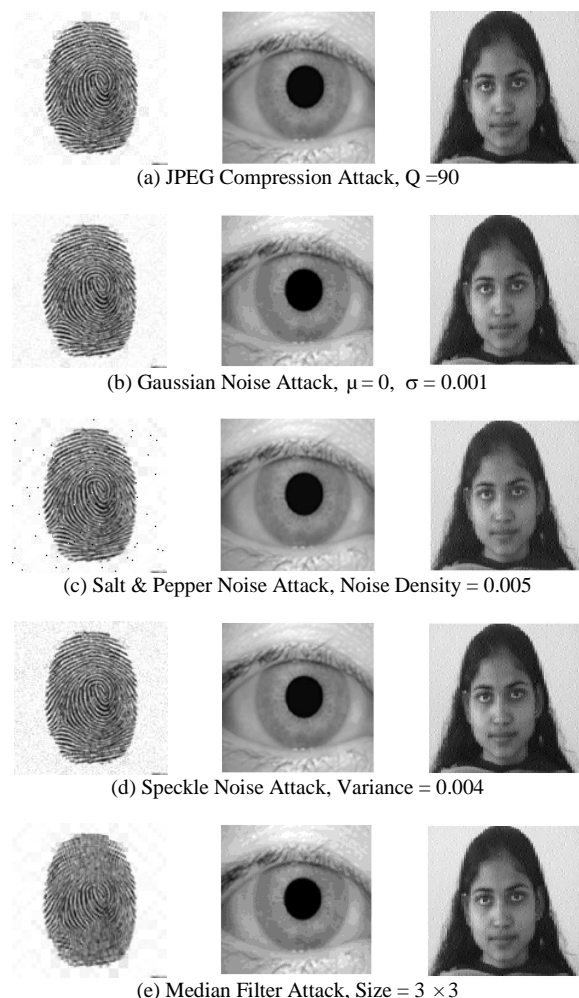 (a) JPEG Compression Attack, Q =90
(b) Gaussian Noise Attack, μ = 0, σ = 0.001
(c) Salt & Pepper Noise Attack, Noise Density = 0.005
(d) Speckle Noise Attack, Variance = 0.004
(e) Median Filter Attack, Size = 3 × 3